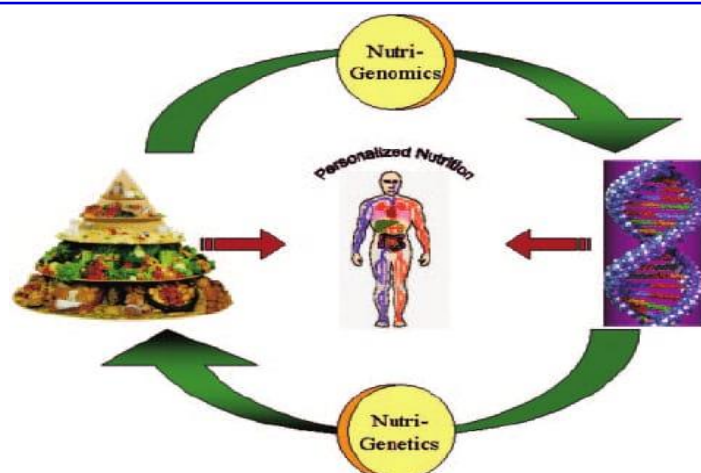 Nutri-
Genomics
Personalized Nutrition
Nutri-
Genetics